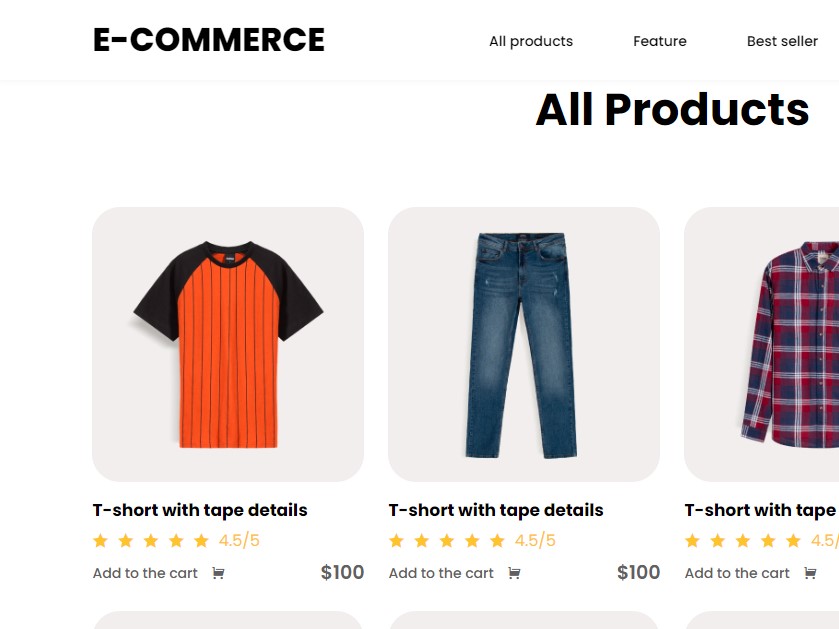 E-COMMERCE
All products
Feature
Best seller
All Products
T-short with tape details
4.5/5
Add to the cart
$100
T-short with tape details
4.5/5
Add to the cart
$100
T-short with tape
4.5/
Add to the cart